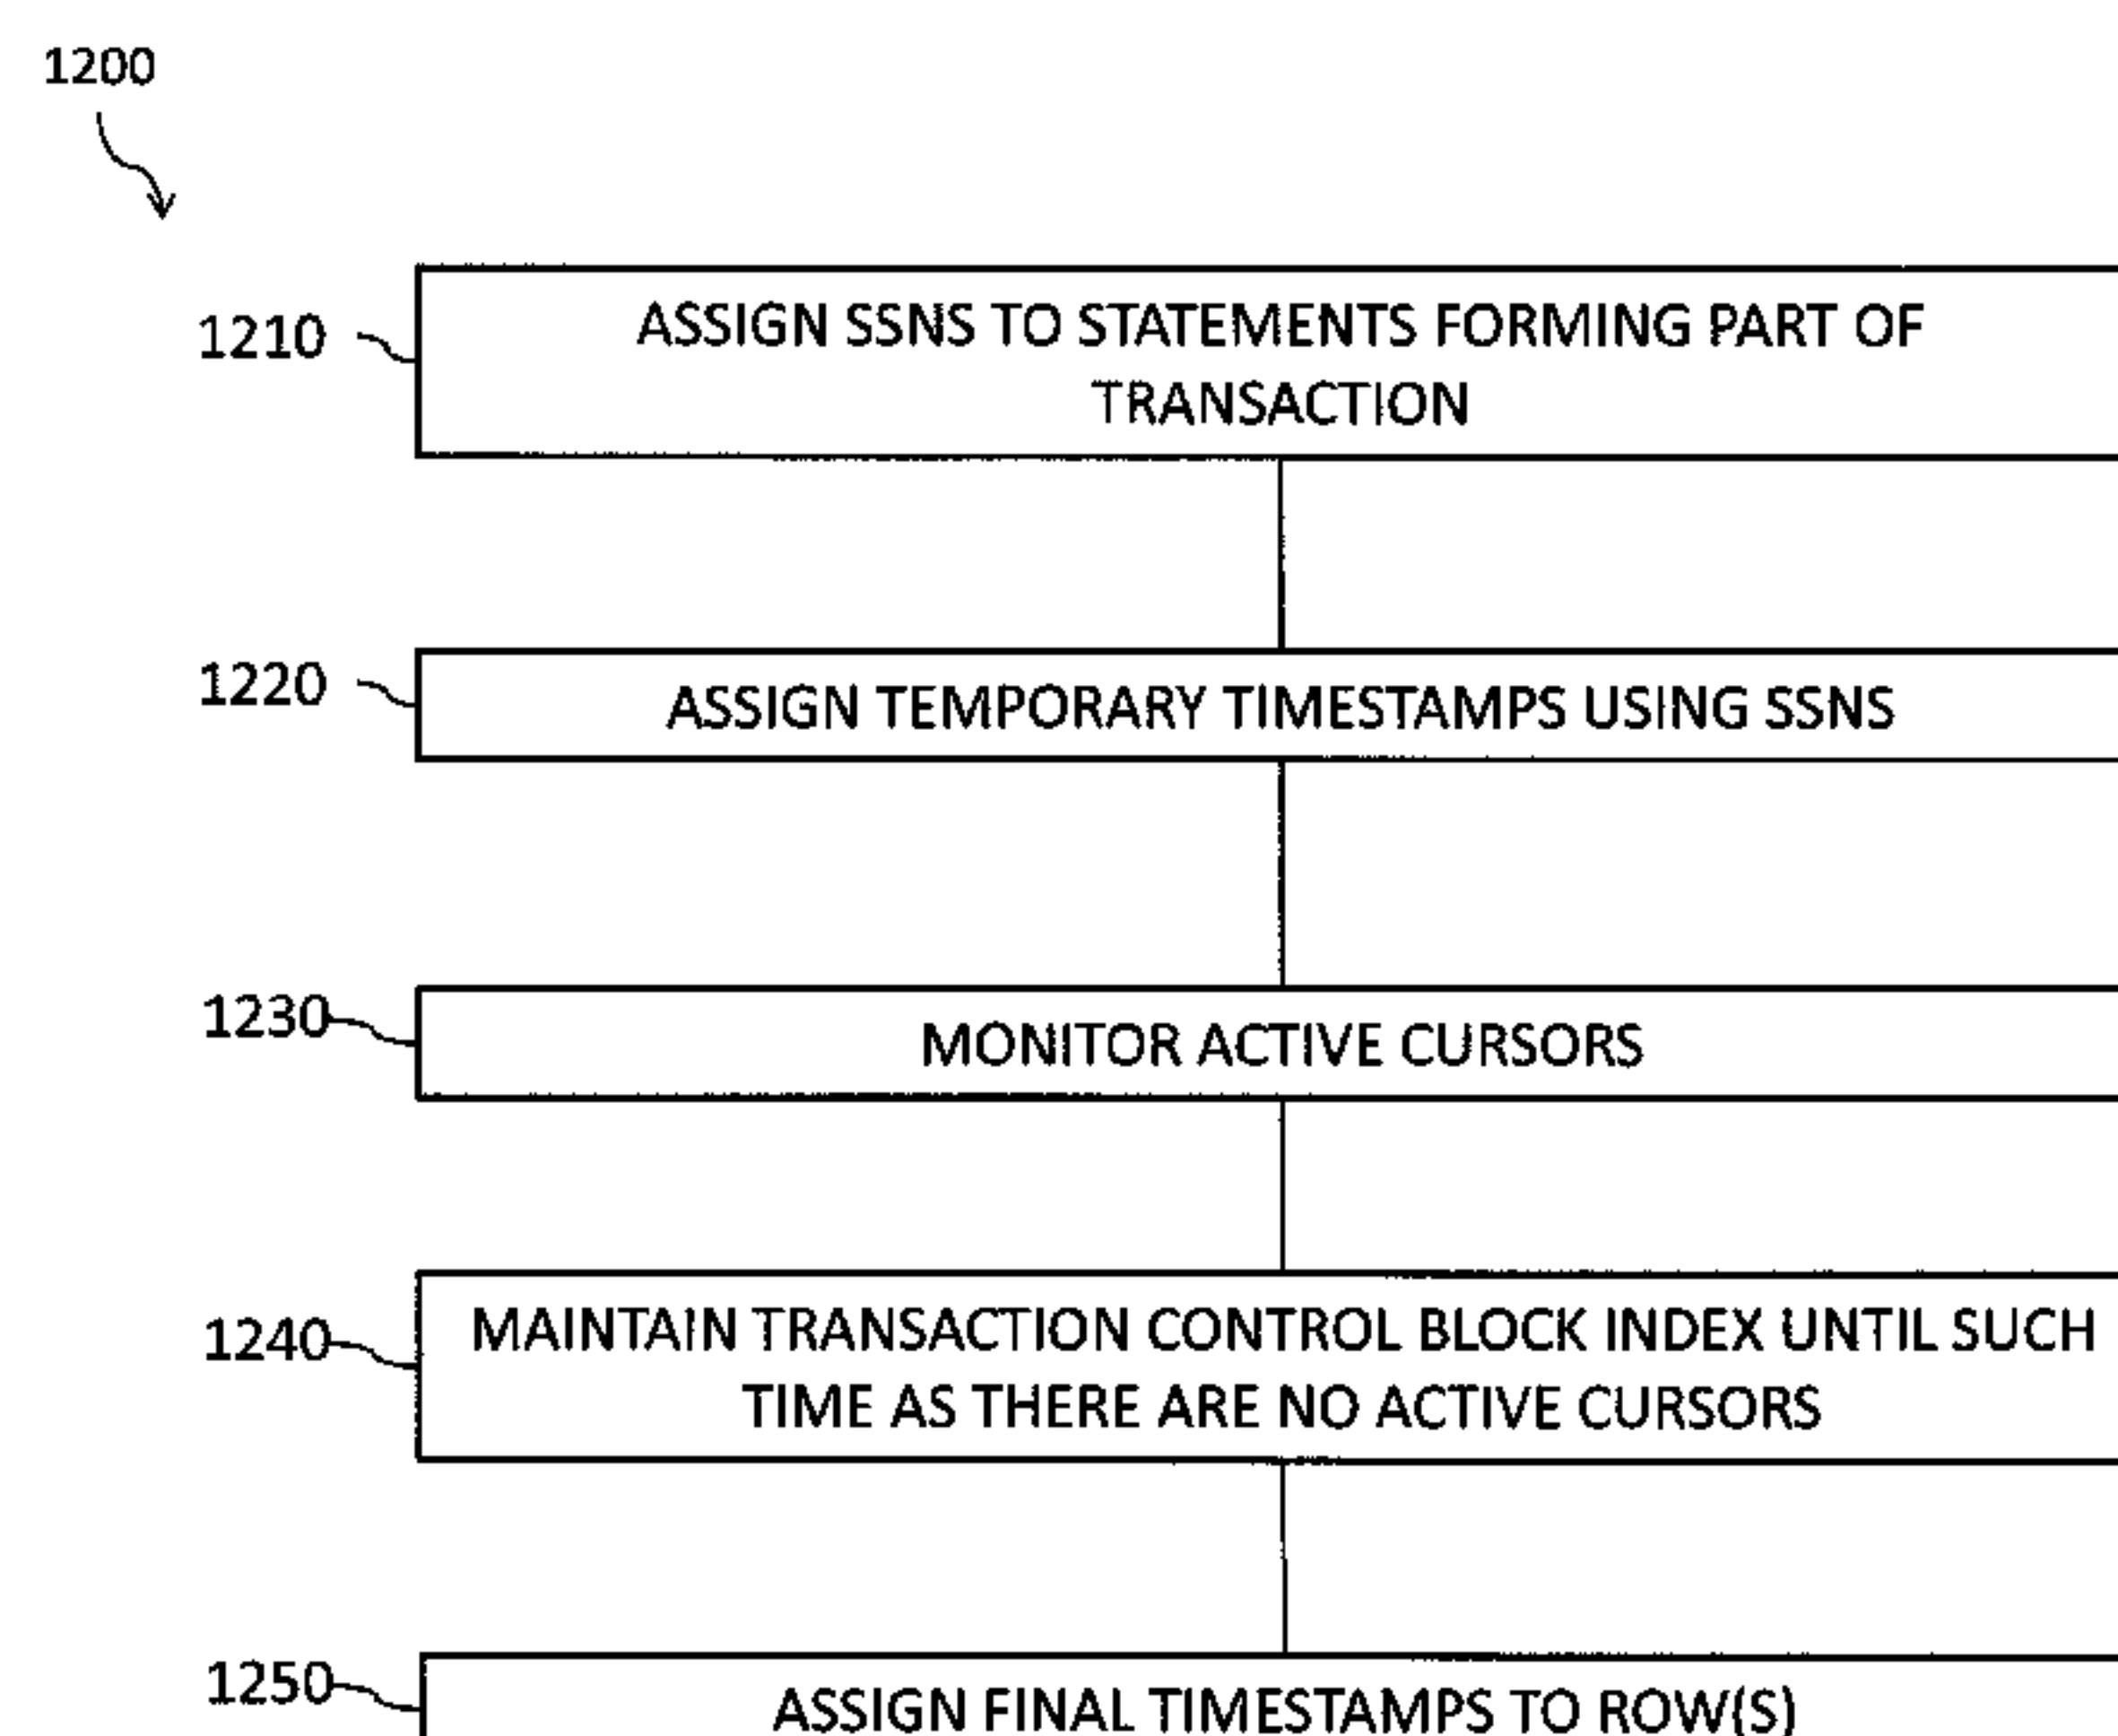 1200
1210
ASSIGN SSNS TO STATEMENTS FORMING PART OF
TRANSACTION
1220
ASSIGN TEMPORARY TIMESTAMPS USING SSNS
1230
MONITOR ACTIVE CURSORS
1240
MAINTAIN TRANSACTION CONTROL BLOCK INDEX UNTIL SUCH
TIME AS THERE ARE NO ACTIVE CURSORS
1250
ASSIGN FINAL TIMESTAMPS TO ROW(S)